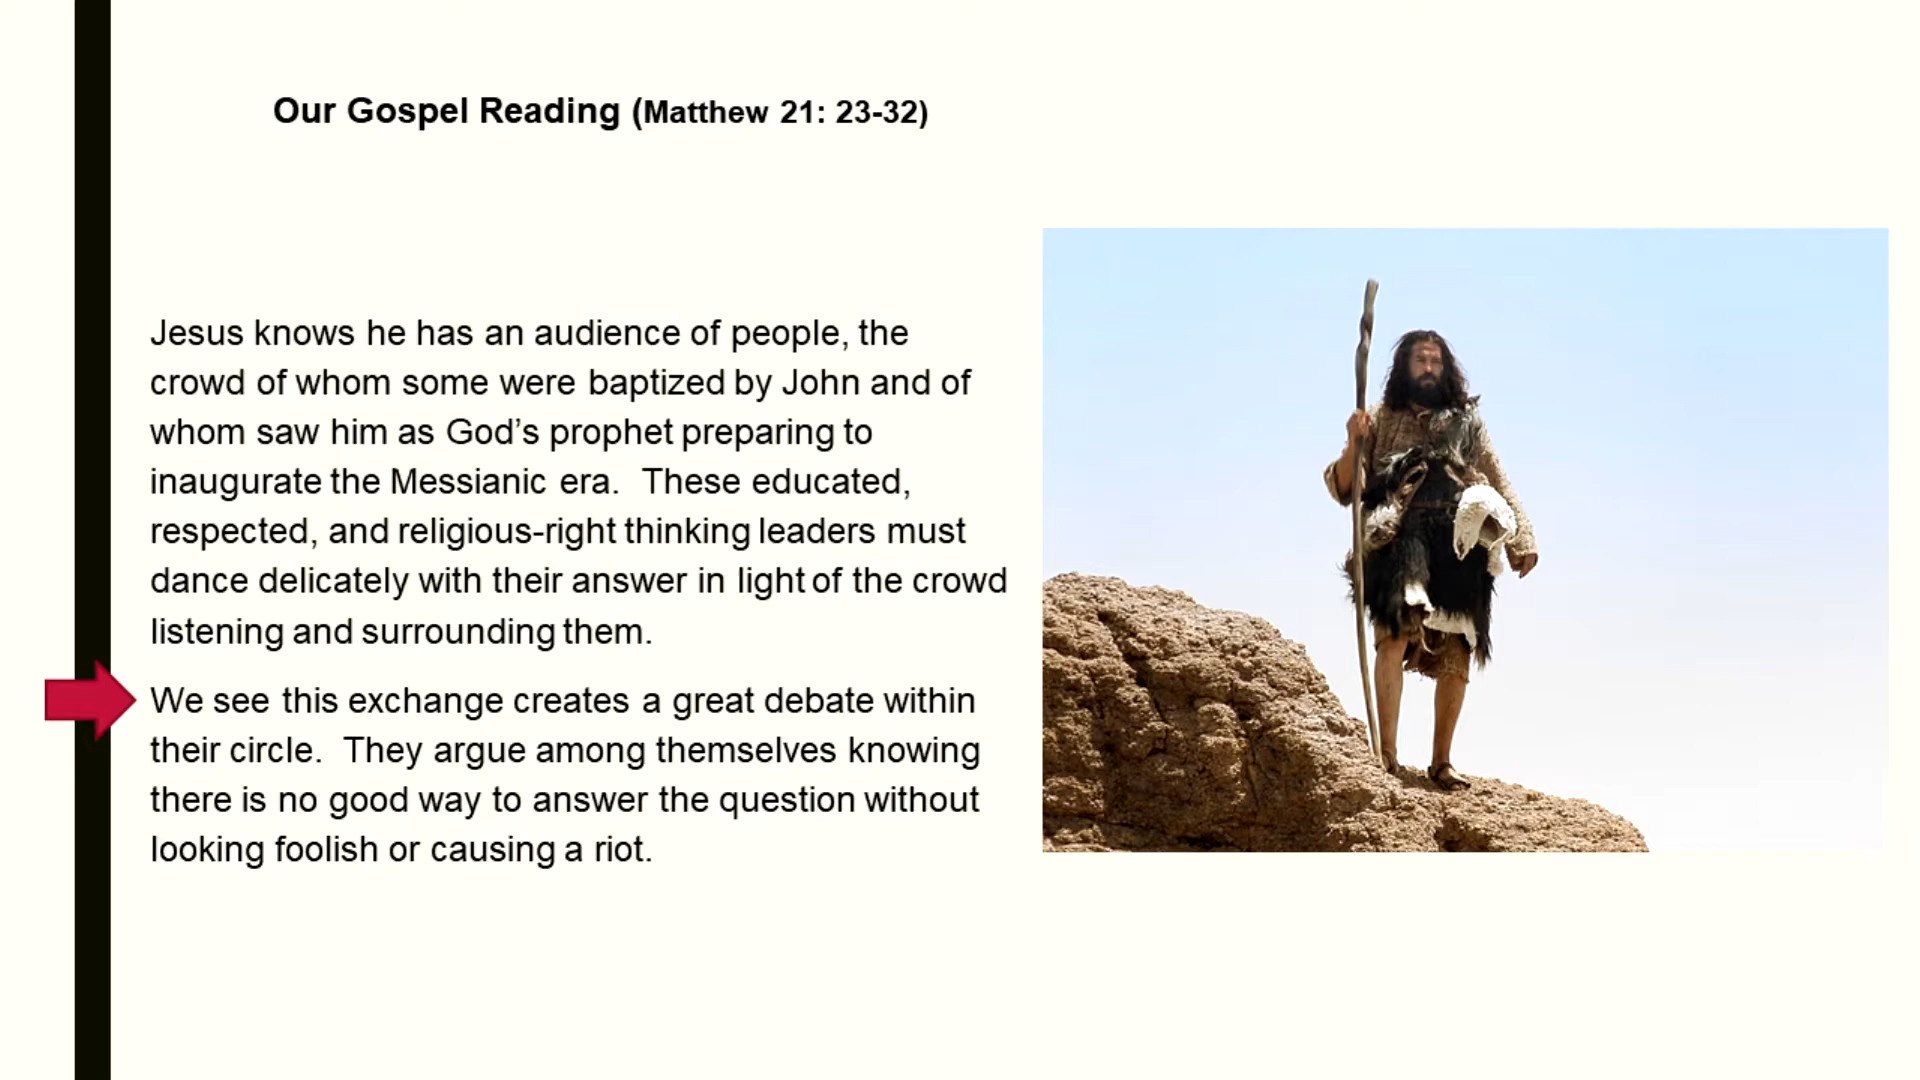 Our Gospel Reading (Matthew 21: 23-32)
Jesus knows he has an audience of people, the
crowd of whom some were baptized by John and of
whom saw him as God’s prophet preparing to
inaugurate the Messianic era.  These educated,
respected, and religious-right thinking leaders must
dance delicately with their answer in light of the crowd
listening and surrounding them.
We see this exchange creates a great debate within
their circle.  They argue among themselves knowing
there is no good way to answer the question without
looking foolish or causing a riot.